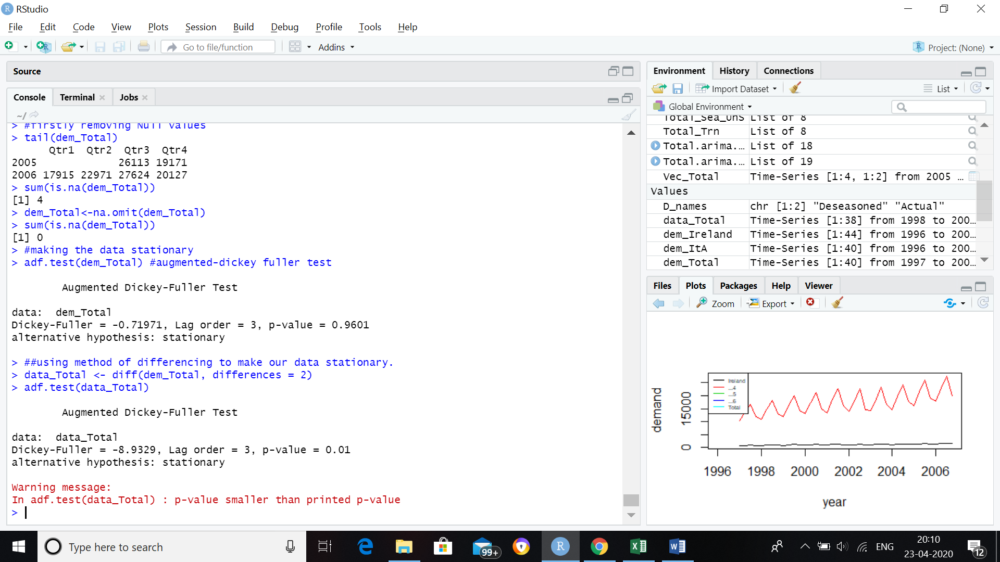 RStudio
File Edit Code View Plots Session Build Debug Profile Tools Help
Go to file/function Addins Project: (None)
Source
Console Terminal Jobs
~/
> #firstly removing Null values
> tail(dem_Total)
Qtr1 Qtr2 Qtr3 Qtr4
2005 26113 19171
2006 17915 22971 27624 20127
> sum(is.na(dem_Total))
[1] 4
> dem_Total<-na.omit(dem_Total)
> sum(is.na(dem_Total))
[1] 0
> #making the data stationary
> adf.test(dem_Total) #augmented-dickey fuller test
Augmented Dickey-Fuller Test
data: dem_Total
Dickey-Fuller = -0.71971, Lag order = 3, p-value = 0.9601
alternative hypothesis: stationary
> ##using method of differencing to make our data stationary.
> data_Total <- diff(dem_Total, differences = 2)
> adf.test(data_Total)
Augmented Dickey-Fuller Test
data: data_Total
Dickey-Fuller = -8.9329, Lag order = 3, p-value = 0.01
alternative hypothesis: stationary
Warning message:
In adf.test(data_Total) : p-value smaller than printed p-value
>
Environment History Connections
Import Dataset List
Global Environment
Total_Sea_UnS List of 8
Total_Trn List of 8
Total.arima.… List of 18
Total.arima.… List of 19
Vec_Total Time-Series [1:4, 1:2] from 2005 …
Values
D_names chr [1:2] "Deseasoned" "Actual"
data_Total Time-Series [1:38] from 1998 to 200…
dem_Ireland Time-Series [1:44] from 1996 to 200…
dem_ItA Time-Series [1:40] from 1996 to 200…
dem_Total Time-Series [1:40] from 1997 to 200…
Files Plots Packages Help Viewer
Zoom Export
Ireland
...4
...5
...6
Total
demand
0 15000
1996 1998 2000 2002 2004 2006
year
Type here to search
99+
ENG
20:10
23-04-2020
12